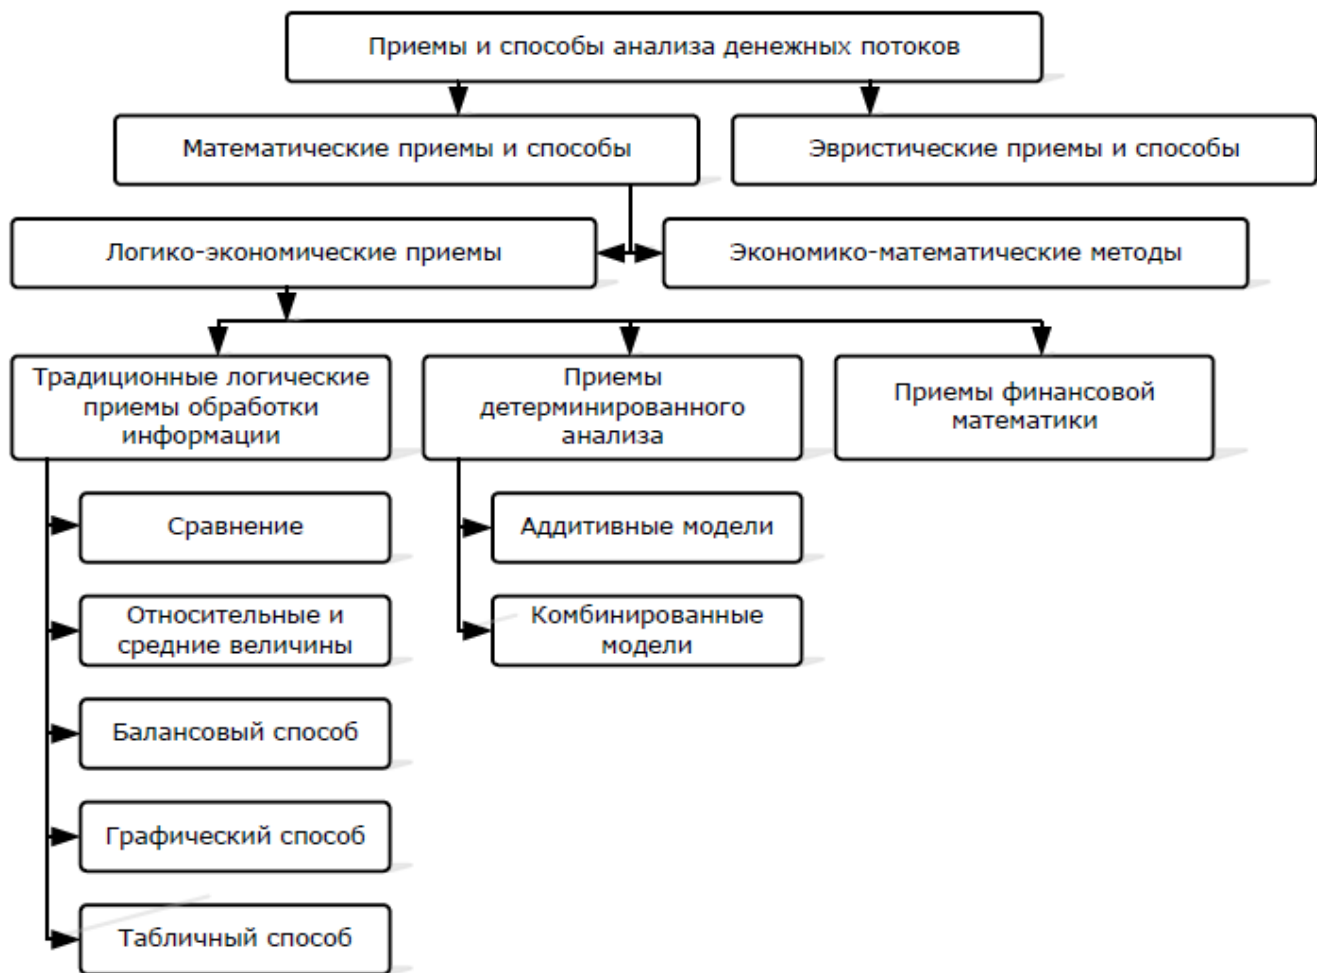 Приемы и способы анализа денежных потоков
Математические приемы и способы
Эвристические приемы и способы
Логико-экономические приемы
Экономико-математические методы
Традиционные логические
приемы обработки
информации
Приемы
детерминированного
анализа
Приемы финансовой
математики
Сравнение
Аддитивные модели
Относительные и
средние величины
Комбинированные
модели
Балансовый способ
Графический способ
Табличный способ